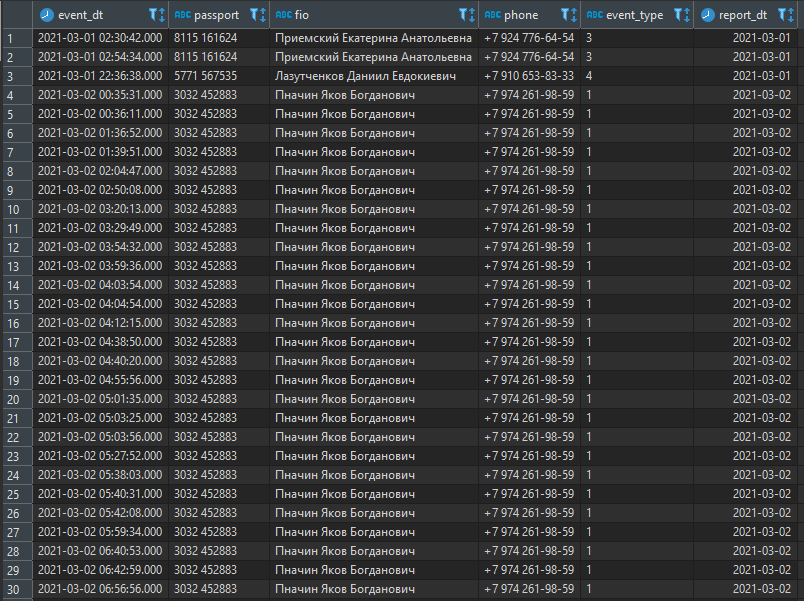 event_dt ABC passport ABC fio ABC phone ABC event_type report_dt
1 2021-03-01 02:30:42.000 8115 161624 Приемский Екатерина Анатольевна +7 924 776-64-54 3 2021-03-01
2 2021-03-01 02:54:34.000 8115 161624 Приемский Екатерина Анатольевна +7 924 776-64-54 3 2021-03-01
3 2021-03-01 22:36:38.000 5771 567535 Лазутченков Даниил Евдокиевич +7 910 653-83-33 4 2021-03-01
4 2021-03-02 00:35:31.000 3032 452883 Пначин Яков Богданович +7 974 261-98-59 1 2021-03-02
5 2021-03-02 00:36:11.000 3032 452883 Пначин Яков Богданович +7 974 261-98-59 1 2021-03-02
6 2021-03-02 01:36:52.000 3032 452883 Пначин Яков Богданович +7 974 261-98-59 1 2021-03-02
7 2021-03-02 01:39:51.000 3032 452883 Пначин Яков Богданович +7 974 261-98-59 1 2021-03-02
8 2021-03-02 02:04:47.000 3032 452883 Пначин Яков Богданович +7 974 261-98-59 1 2021-03-02
9 2021-03-02 02:50:08.000 3032 452883 Пначин Яков Богданович +7 974 261-98-59 1 2021-03-02
10 2021-03-02 03:20:13.000 3032 452883 Пначин Яков Богданович +7 974 261-98-59 1 2021-03-02
11 2021-03-02 03:29:49.000 3032 452883 Пначин Яков Богданович +7 974 261-98-59 1 2021-03-02
12 2021-03-02 03:54:32.000 3032 452883 Пначин Яков Богданович +7 974 261-98-59 1 2021-03-02
13 2021-03-02 03:59:36.000 3032 452883 Пначин Яков Богданович +7 974 261-98-59 1 2021-03-02
14 2021-03-02 04:03:54.000 3032 452883 Пначин Яков Богданович +7 974 261-98-59 1 2021-03-02
15 2021-03-02 04:04:54.000 3032 452883 Пначин Яков Богданович +7 974 261-98-59 1 2021-03-02
16 2021-03-02 04:12:15.000 3032 452883 Пначин Яков Богданович +7 974 261-98-59 1 2021-03-02
17 2021-03-02 04:38:50.000 3032 452883 Пначин Яков Богданович +7 974 261-98-59 1 2021-03-02
18 2021-03-02 04:40:20.000 3032 452883 Пначин Яков Богданович +7 974 261-98-59 1 2021-03-02
19 2021-03-02 04:55:56.000 3032 452883 Пначин Яков Богданович +7 974 261-98-59 1 2021-03-02
20 2021-03-02 05:01:35.000 3032 452883 Пначин Яков Богданович +7 974 261-98-59 1 2021-03-02
21 2021-03-02 05:03:25.000 3032 452883 Пначин Яков Богданович +7 974 261-98-59 1 2021-03-02
22 2021-03-02 05:03:56.000 3032 452883 Пначин Яков Богданович +7 974 261-98-59 1 2021-03-02
23 2021-03-02 05:27:52.000 3032 452883 Пначин Яков Богданович +7 974 261-98-59 1 2021-03-02
24 2021-03-02 05:38:03.000 3032 452883 Пначин Яков Богданович +7 974 261-98-59 1 2021-03-02
25 2021-03-02 05:40:31.000 3032 452883 Пначин Яков Богданович +7 974 261-98-59 1 2021-03-02
26 2021-03-02 05:42:08.000 3032 452883 Пначин Яков Богданович +7 974 261-98-59 1 2021-03-02
27 2021-03-02 05:59:34.000 3032 452883 Пначин Яков Богданович +7 974 261-98-59 1 2021-03-02
28 2021-03-02 06:40:53.000 3032 452883 Пначин Яков Богданович +7 974 261-98-59 1 2021-03-02
29 2021-03-02 06:42:59.000 3032 452883 Пначин Яков Богданович +7 974 261-98-59 1 2021-03-02
30 2021-03-02 06:56:56.000 3032 452883 Пначин Яков Богданович +7 974 261-98-59 1 2021-03-02